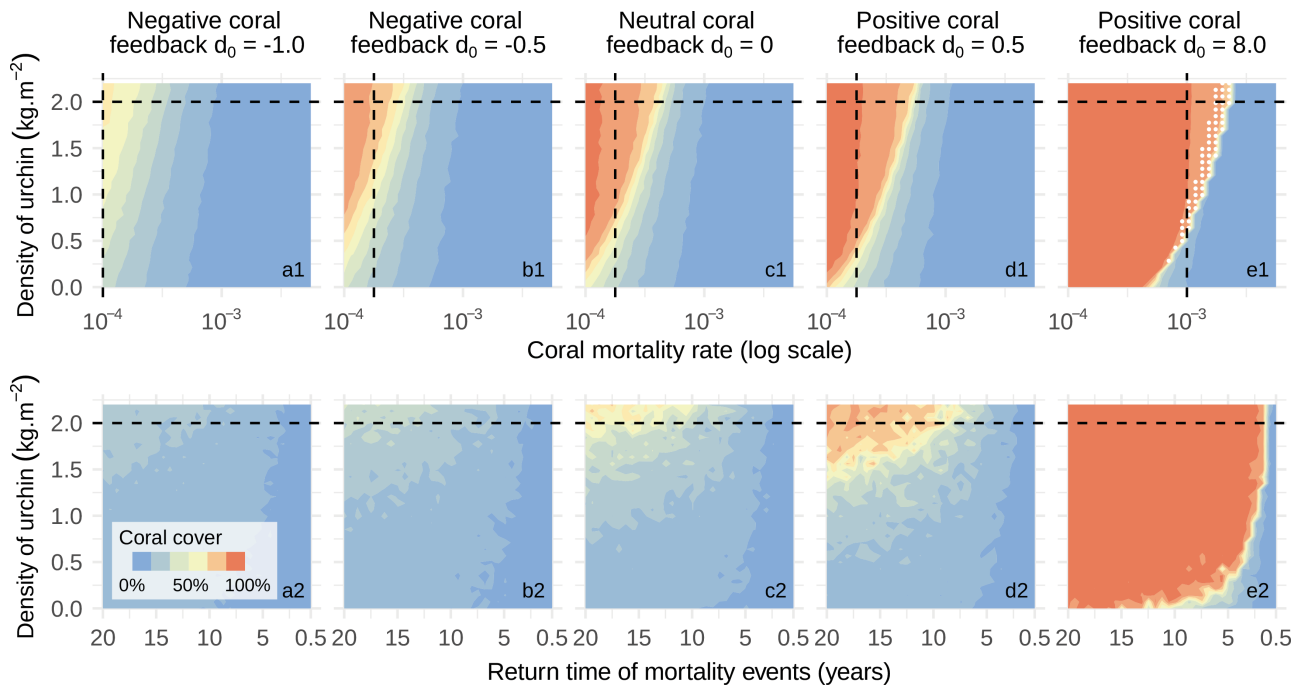 Negative coral
feedback d₀ = -1.0
Negative coral
feedback d₀ = -0.5
Neutral coral
feedback d₀ = 0
Positive coral
feedback d₀ = 0.5
Positive coral
feedback d₀ = 8.0
Density of urchin (kg.m⁻²)
2.0
1.5
1.0
0.5
0.0
a1
b1
c1
d1
e1
10⁻⁴ 10⁻³
10⁻⁴ 10⁻³
10⁻⁴ 10⁻³
10⁻⁴ 10⁻³
10⁻⁴ 10⁻³
Coral mortality rate (log scale)
Density of urchin (kg.m⁻²)
2.0
1.5
1.0
0.5
0.0
Coral cover
0% 50% 100%
a2
b2
c2
d2
e2
20 15 10 5 0.5
20 15 10 5 0.5
20 15 10 5 0.5
20 15 10 5 0.5
20 15 10 5 0.5
Return time of mortality events (years)